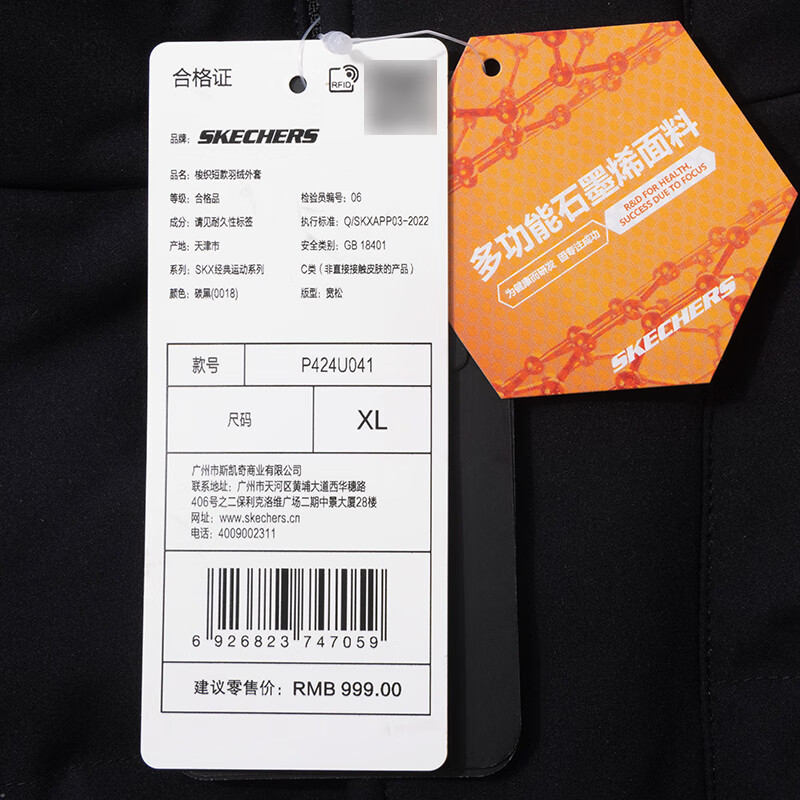 合格证
RFID
品牌: SKECHERS
品名: 梭织短款羽绒外套
等级: 合格品 检验员编号: 06
成分: 请见耐久性标签 执行标准: Q/SKXAPP03-2022
产地: 天津市 安全类别: GB 18401
系列: SKX经典运动系列 C类 (非直接接触皮肤的产品)
颜色: 碳黑(0018) 版型: 宽松
款号 P424U041
尺码 XL
广州市斯凯奇商业有限公司
联系地址: 广州市天河区黄埔大道西华穗路
406号之二保利克洛维广场二期中景大厦28楼
网址: www.skechers.cn
电话: 4009002311
6 926823 747059
建议零售价: RMB 999.00
多功能石墨烯面料
R&D FOR HEALTH,
SUCCESS DUE TO FOCUS
为健康而研发 因专注成功
SKECHERS